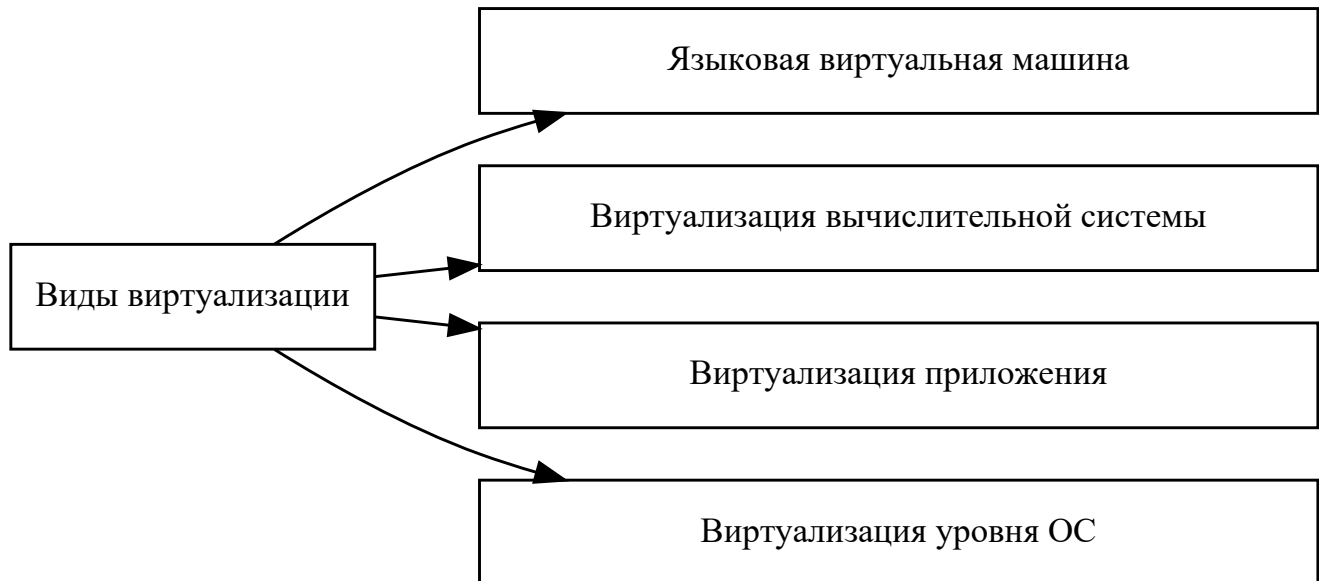 Языковая виртуальная машина
Виртуализация вычислительной системы
Виды виртуализации
Виртуализация приложения
Виртуализация уровня ОС